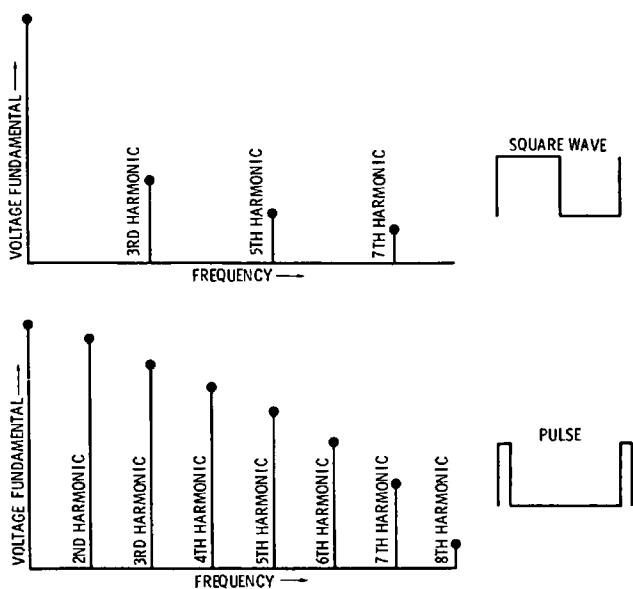 VOLTAGE FUNDAMENTAL
3RD HARMONIC
5TH HARMONIC
7TH HARMONIC
FREQUENCY
SQUARE WAVE
VOLTAGE FUNDAMENTAL
2ND HARMONIC
3RD HARMONIC
4TH HARMONIC
5TH HARMONIC
6TH HARMONIC
7TH HARMONIC
8TH HARMONIC
FREQUENCY
PULSE